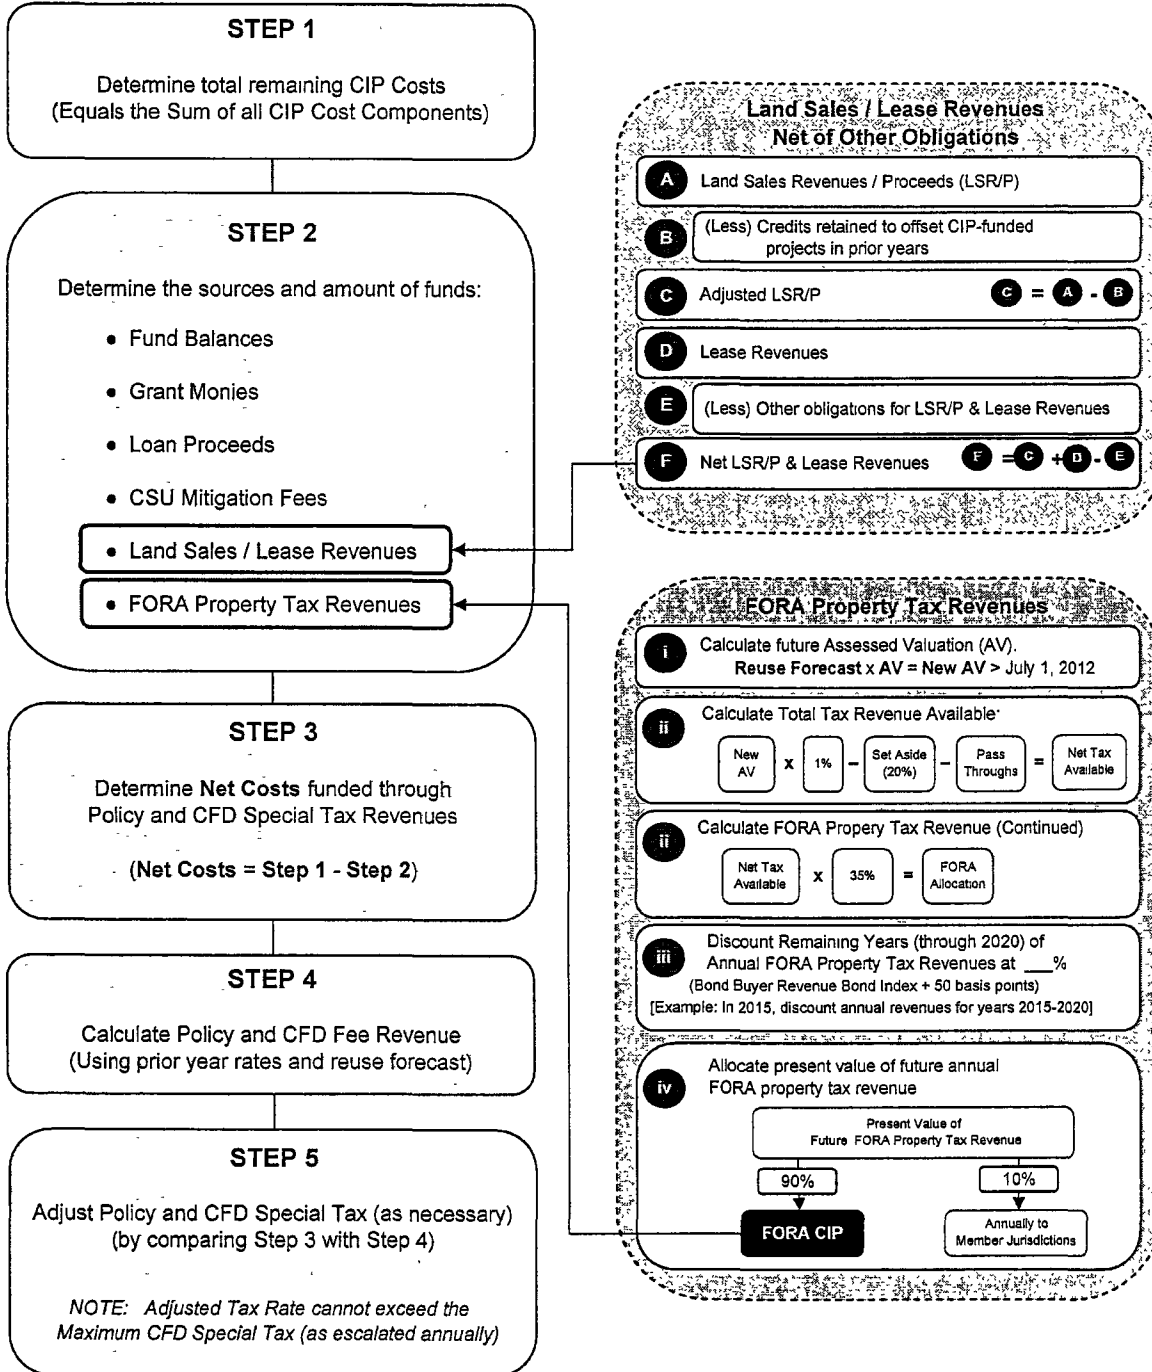 STEP 1
Determine total remaining CIP Costs
(Equals the Sum of all CIP Cost Components)
STEP 2
Determine the sources and amount of funds:
• Fund Balances
• Grant Monies
• Loan Proceeds
• CSU Mitigation Fees
• Land Sales / Lease Revenues
• FORA Property Tax Revenues
STEP 3
Determine Net Costs funded through
Policy and CFD Special Tax Revenues
(Net Costs = Step 1 - Step 2)
STEP 4
Calculate Policy and CFD Fee Revenue
(Using prior year rates and reuse forecast)
STEP 5
Adjust Policy and CFD Special Tax (as necessary)
(by comparing Step 3 with Step 4)
NOTE: Adjusted Tax Rate cannot exceed the
Maximum CFD Special Tax (as escalated annually)
Land Sales / Lease Revenues
Net of Other Obligations
A Land Sales Revenues / Proceeds (LSR/P)
B (Less) Credits retained to offset CIP-funded
projects in prior years
C Adjusted LSR/P C = A - B
D Lease Revenues
E (Less) Other obligations for LSR/P & Lease Revenues
F Net LSR/P & Lease Revenues F = C + D - E
FORA Property Tax Revenues
i Calculate future Assessed Valuation (AV).
Reuse Forecast x AV = New AV > July 1, 2012
ii Calculate Total Tax Revenue Available:
New AV x 1% - Set Aside (20%) - Pass Throughs = Net Tax Available
ii Calculate FORA Propery Tax Revenue (Continued)
Net Tax Available x 35% = FORA Allocation
iii Discount Remaining Years (through 2020) of
Annual FORA Property Tax Revenues at ___%
(Bond Buyer Revenue Bond Index + 50 basis points)
[Example: In 2015, discount annual revenues for years 2015-2020]
iv Allocate present value of future annual
FORA property tax revenue
Present Value of
Future FORA Property Tax Revenue
90% 10%
FORA CIP
Annually to
Member Jurisdictions